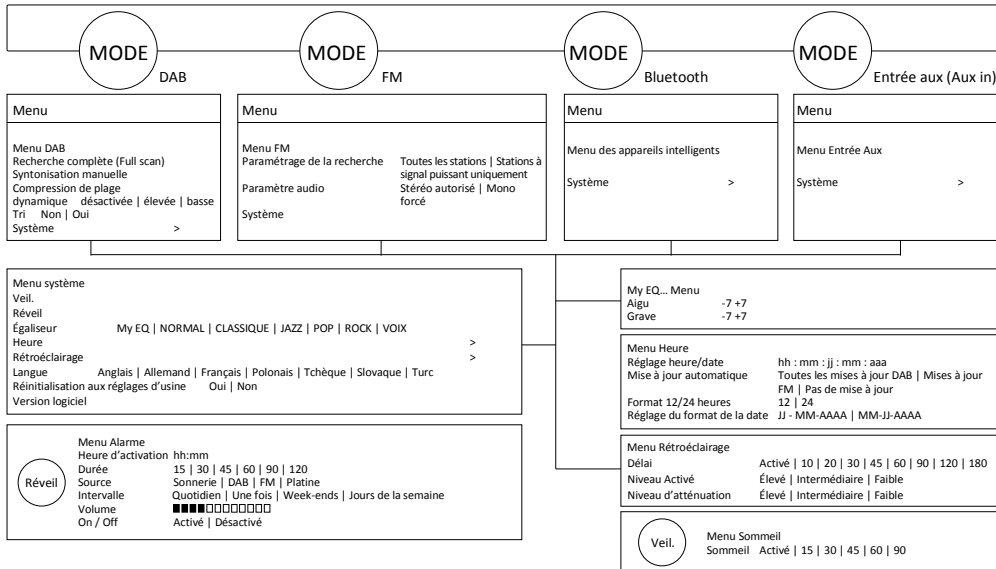 MODE
DAB
MODE
FM
MODE
Bluetooth
MODE
Entrée aux (Aux in)
Menu
Menu DAB
Recherche complète (Full scan)
Syntonisation manuelle
Compression de plage
dynamique désactivée | élevée | basse
Tri Non | Oui
Système >
Menu
Menu FM
Paramétrage de la recherche Toutes les stations | Stations à
signal puissant uniquement
Paramètre audio Stéréo autorisé | Mono
forcé
Système
Menu
Menu des appareils intelligents
Système >
Menu
Menu Entrée Aux
Système >
Menu système
Veil.
Réveil
Égaliseur My EQ | NORMAL | CLASSIQUE | JAZZ | POP | ROCK | VOIX
Heure >
Rétroéclairage >
Langue Anglais | Allemand | Français | Polonais | Tchèque | Slovaque | Turc
Réinitialisation aux réglages d'usine Oui | Non
Version logiciel
My EQ... Menu
Aigu -7 +7
Grave -7 +7
Menu Heure
Réglage heure/date hh : mm : jj : mm : aaa
Mise à jour automatique Toutes les mises à jour DAB | Mises à jour
FM | Pas de mise à jour
Format 12/24 heures 12 | 24
Réglage du format de la date JJ - MM-AAAA | MM-JJ-AAAA
Menu Rétroéclairage
Délai Activé | 10 | 20 | 30 | 45 | 60 | 90 | 120 | 180
Niveau Activé Élevé | Intermédiaire | Faible
Niveau d'atténuation Élevé | Intermédiaire | Faible
Réveil
Menu Alarme
Heure d'activation hh:mm
Durée 15 | 30 | 45 | 60 | 90 | 120
Source Sonnerie | DAB | FM | Platine
Intervalle Quotidien | Une fois | Week-ends | Jours de la semaine
Volume
On / Off Activé | Désactivé
Veil.
Menu Sommeil
Sommeil Activé | 15 | 30 | 45 | 60 | 90